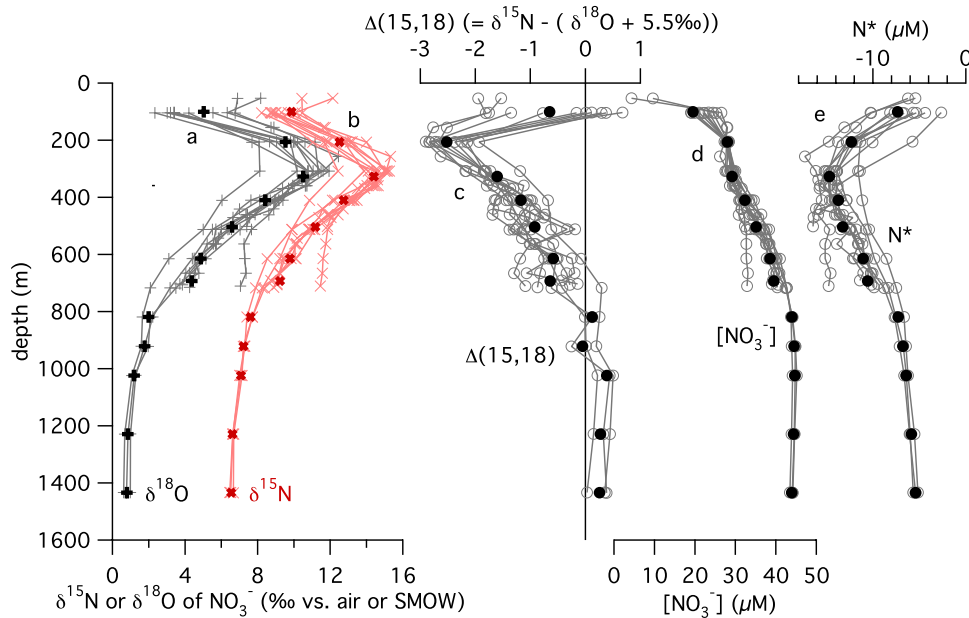 Δ(15,18) (= δ¹⁵N - ( δ¹⁸O + 5.5‰))
N* (µM)
-3 -2 -1 0 1
-10 0
0
200
400
600
800
1000
1200
1400
1600
depth (m)
a
b
c
d
e
N*
[NO₃⁻]
Δ(15,18)
δ¹⁸O
δ¹⁵N
0 4 8 12 16
0 10 20 30 40 50
δ¹⁵N or δ¹⁸O of NO₃⁻ (‰ vs. air or SMOW)
[NO₃⁻] (µM)